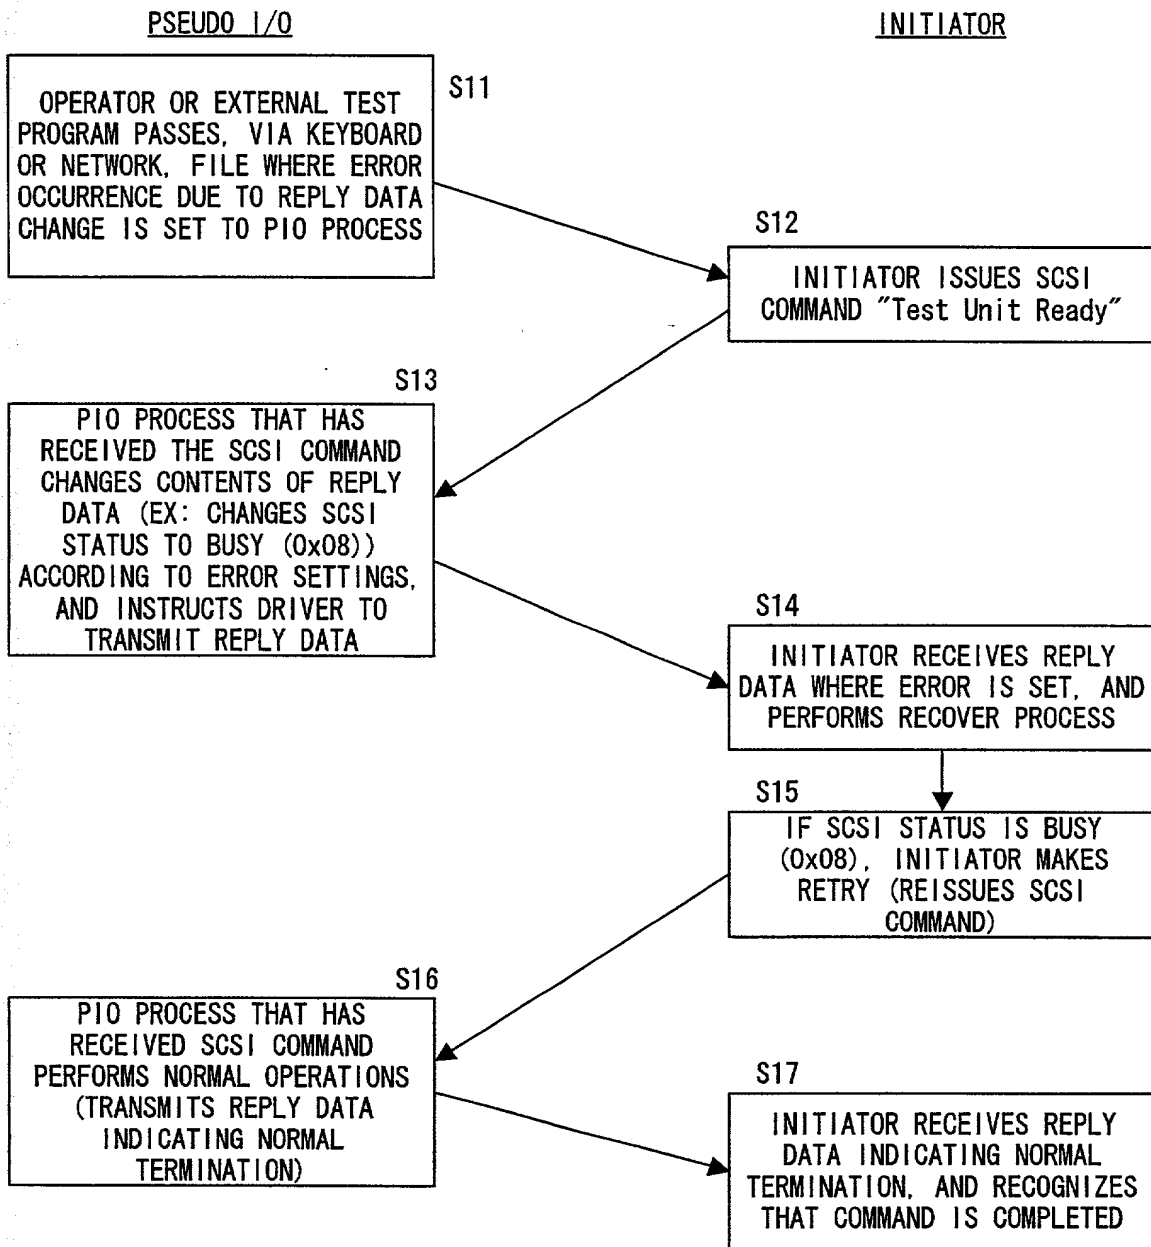 PSEUDO I/O
INITIATOR
S11
OPERATOR OR EXTERNAL TEST
PROGRAM PASSES, VIA KEYBOARD
OR NETWORK, FILE WHERE ERROR
OCCURRENCE DUE TO REPLY DATA
CHANGE IS SET TO PIO PROCESS
S12
INITIATOR ISSUES SCSI
COMMAND "Test Unit Ready"
S13
PIO PROCESS THAT HAS
RECEIVED THE SCSI COMMAND
CHANGES CONTENTS OF REPLY
DATA (EX: CHANGES SCSI
STATUS TO BUSY (0x08))
ACCORDING TO ERROR SETTINGS,
AND INSTRUCTS DRIVER TO
TRANSMIT REPLY DATA
S14
INITIATOR RECEIVES REPLY
DATA WHERE ERROR IS SET, AND
PERFORMS RECOVER PROCESS
S15
IF SCSI STATUS IS BUSY
(0x08), INITIATOR MAKES
RETRY (REISSUES SCSI
COMMAND)
S16
PIO PROCESS THAT HAS
RECEIVED SCSI COMMAND
PERFORMS NORMAL OPERATIONS
(TRANSMITS REPLY DATA
INDICATING NORMAL
TERMINATION)
S17
INITIATOR RECEIVES REPLY
DATA INDICATING NORMAL
TERMINATION, AND RECOGNIZES
THAT COMMAND IS COMPLETED